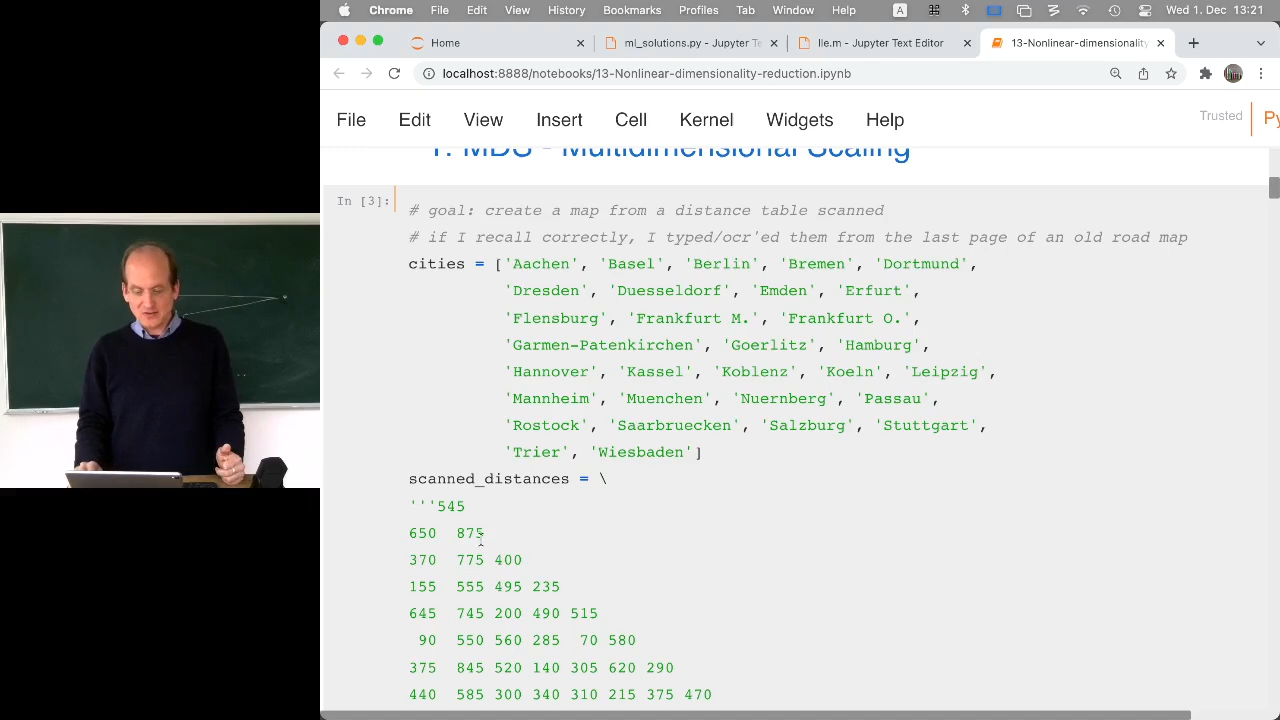 Chrome File Edit View History Bookmarks Profiles Tab Window Help A Wed 1. Dec 13:21
Home ml_solutions.py - Jupyter Te lle.m - Jupyter Text Editor 13-Nonlinear-dimensionality
localhost:8888/notebooks/13-Nonlinear-dimensionality-reduction.ipynb
File Edit View Insert Cell Kernel Widgets Help Trusted Py
1. MDS - Multidimensional Scaling
In [3]:
# goal: create a map from a distance table scanned
# if I recall correctly, I typed/ocr'ed them from the last page of an old road map
cities = ['Aachen', 'Basel', 'Berlin', 'Bremen', 'Dortmund',
'Dresden', 'Duesseldorf', 'Emden', 'Erfurt',
'Flensburg', 'Frankfurt M.', 'Frankfurt O.',
'Garmen-Patenkirchen', 'Goerlitz', 'Hamburg',
'Hannover', 'Kassel', 'Koblenz', 'Koeln', 'Leipzig',
'Mannheim', 'Muenchen', 'Nuernberg', 'Passau',
'Rostock', 'Saarbruecken', 'Salzburg', 'Stuttgart',
'Trier', 'Wiesbaden']
scanned_distances = \
'''545
650 875
370 775 400
155 555 495 235
645 745 200 490 515
90 550 560 285 70 580
375 845 520 140 305 620 290
440 585 300 340 310 215 375 470